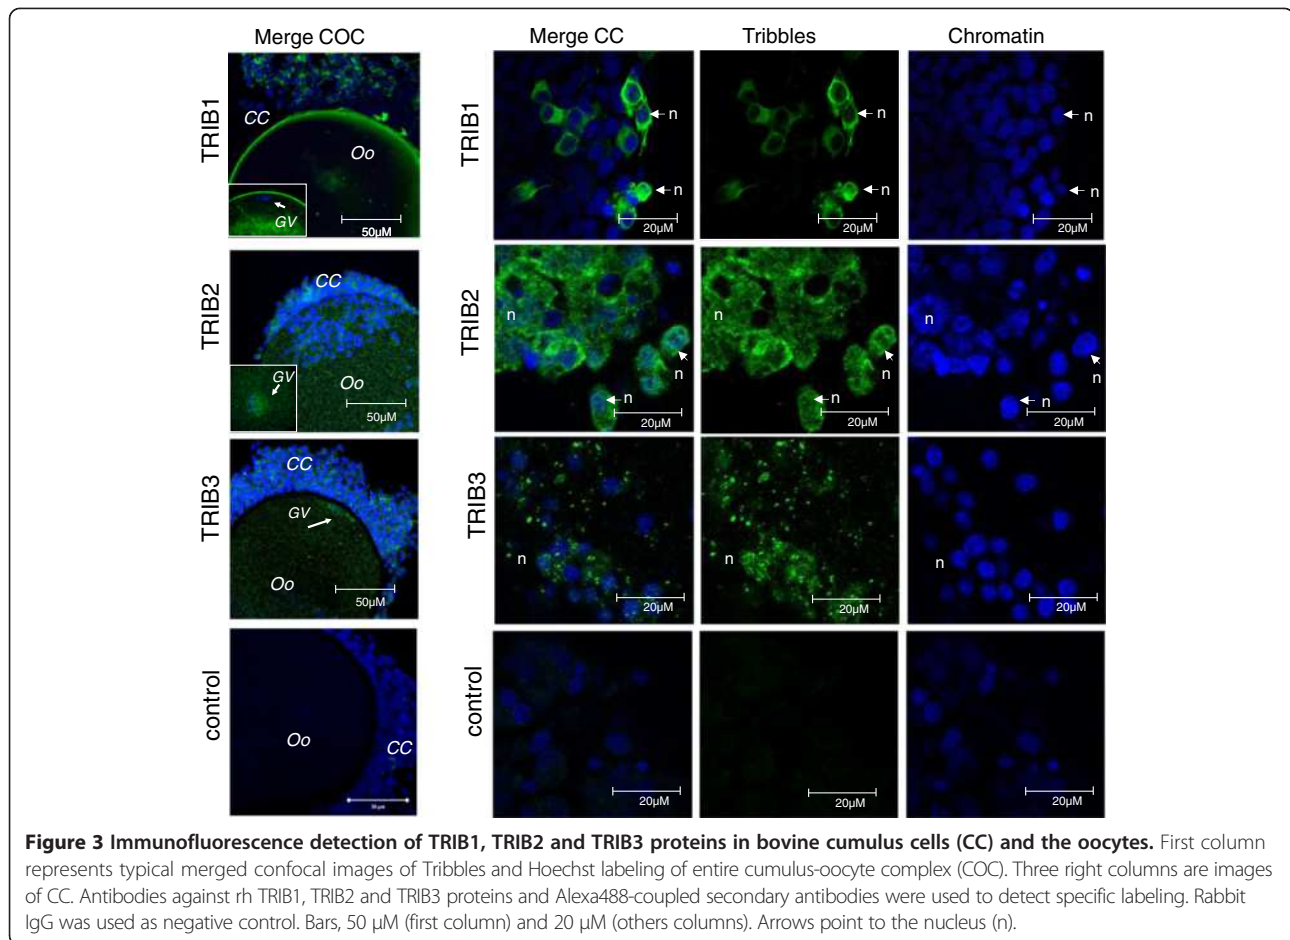 Merge COC Merge CC Tribbles Chromatin
TRIB1
CC
Oo
GV
50µM
TRIB1
n
n
20µM
n
n
20µM
n
n
20µM
TRIB2
CC
Oo
GV
50µM
TRIB2
n
n
n
20µM
n
n
n
20µM
n
n
n
20µM
TRIB3
CC
GV
Oo
50µM
TRIB3
n
20µM
n
20µM
n
20µM
control
Oo
CC
control
20µM
20µM
20µM
Figure 3 Immunofluorescence detection of TRIB1, TRIB2 and TRIB3 proteins in bovine cumulus cells (CC) and the oocytes. First column
represents typical merged confocal images of Tribbles and Hoechst labeling of entire cumulus-oocyte complex (COC). Three right columns are images
of CC. Antibodies against rh TRIB1, TRIB2 and TRIB3 proteins and Alexa488-coupled secondary antibodies were used to detect specific labeling. Rabbit
IgG was used as negative control. Bars, 50 µM (first column) and 20 µM (others columns). Arrows point to the nucleus (n).